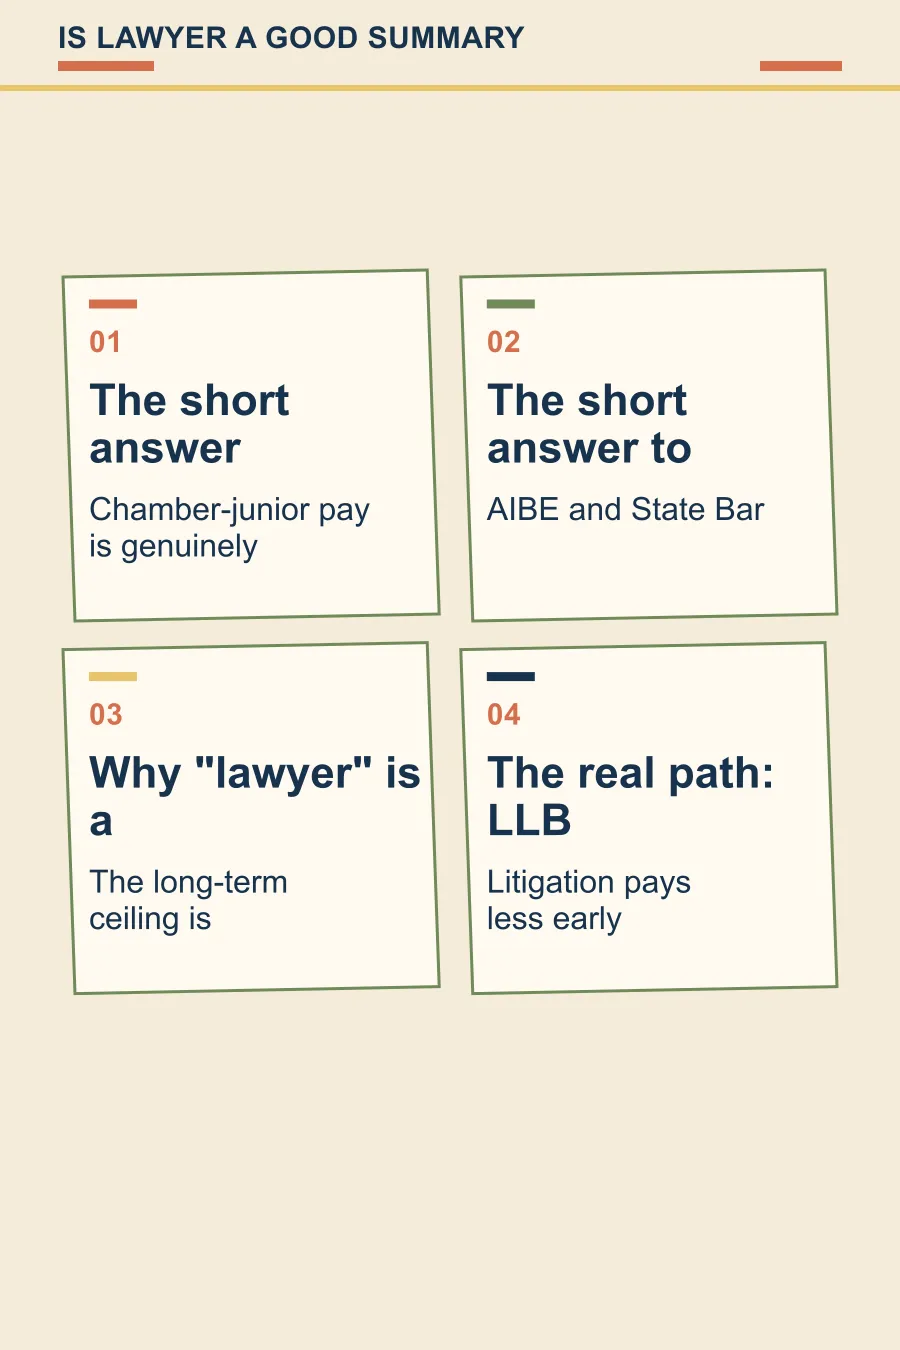 IS LAWYER A GOOD SUMMARY
01
The short
answer
Chamber-junior pay
is genuinely
02
The short
answer to
AIBE and State Bar
03
Why "lawyer" is
a
The long-term
ceiling is
04
The real path:
LLB
Litigation pays
less early